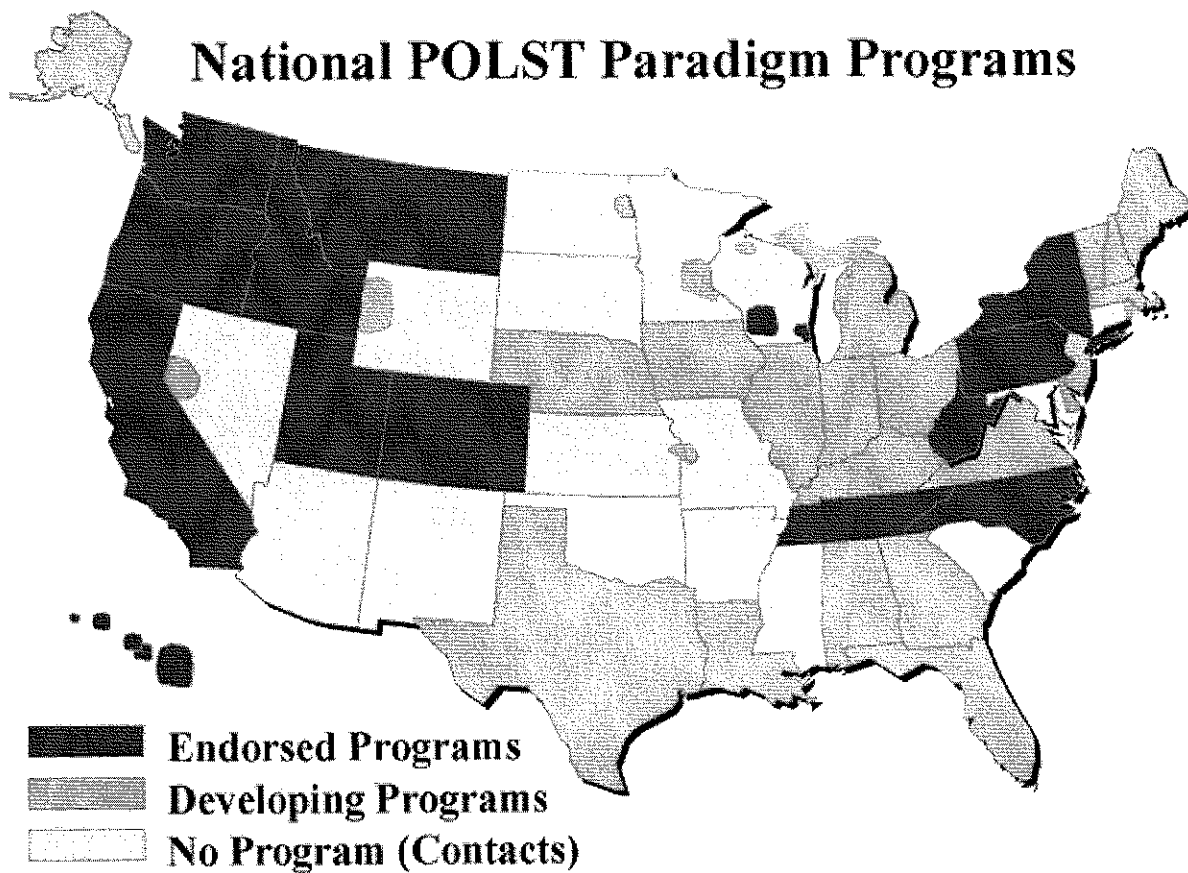 National POLST Paradigm Programs
Endorsed Programs
Developing Programs
No Program (Contacts)